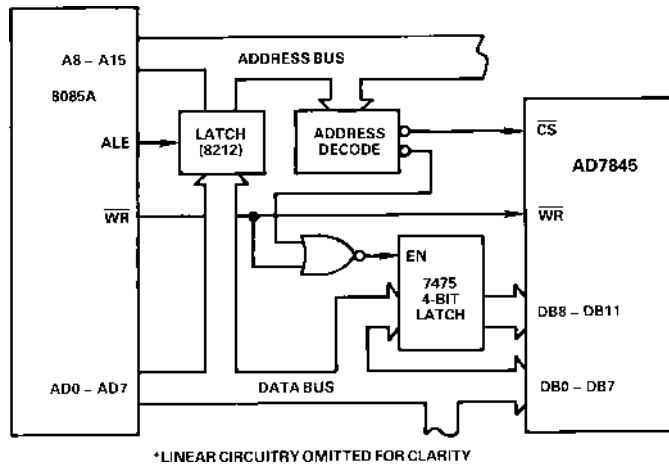 A8 – A15
ADDRESS BUS
8085A
LATCH
(8212)
ADDRESS
DECODE
CS
AD7845
ALE
WR
WR
EN
7475
4-BIT
LATCH
DB8 – DB11
AD0 – AD7
DATA BUS
DB0 – DB7
*LINEAR CIRCUITRY OMITTED FOR CLARITY